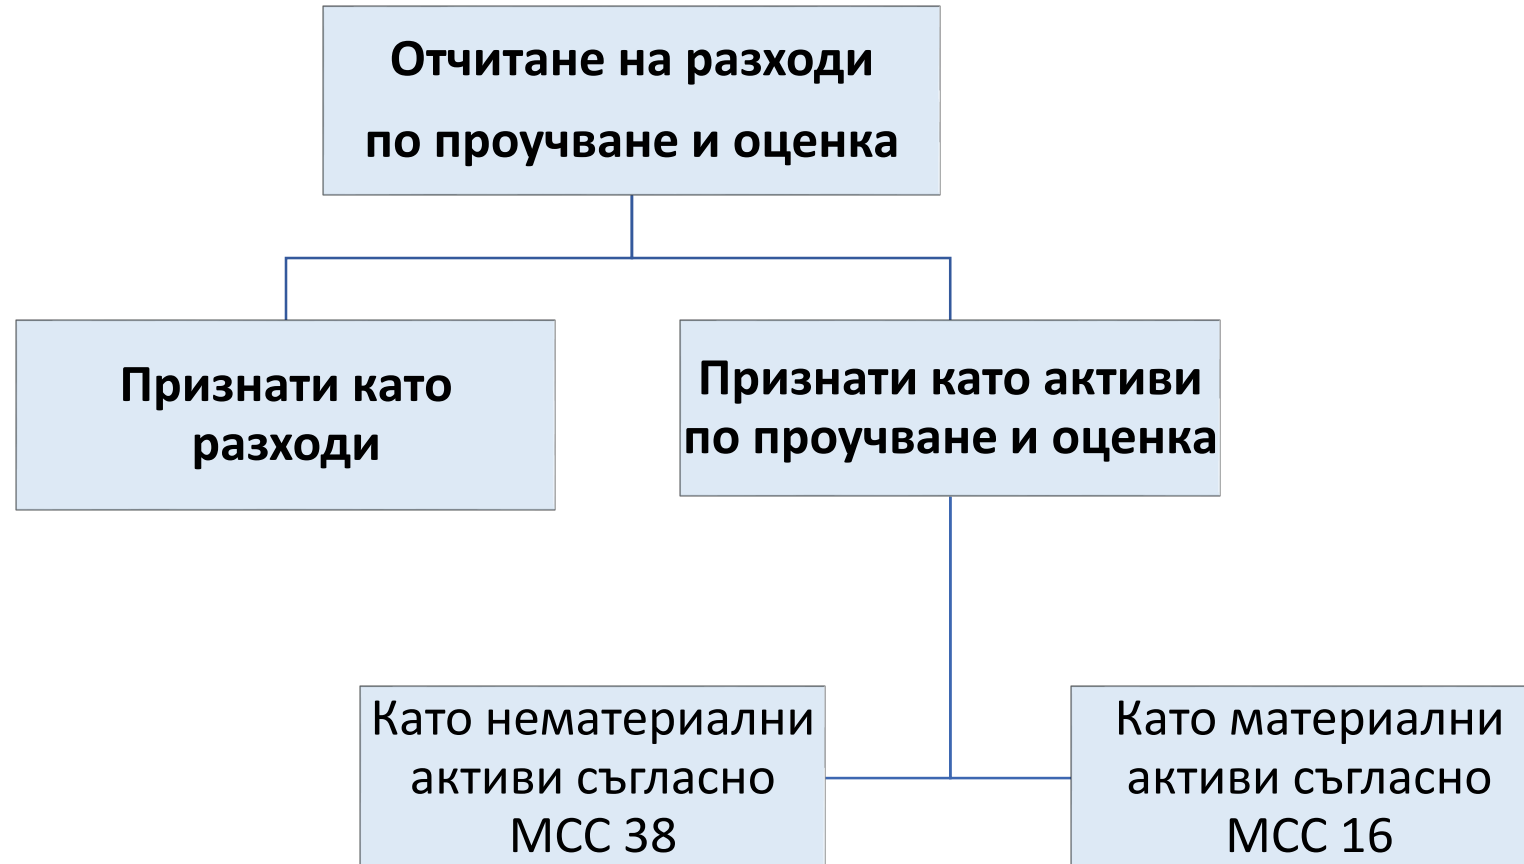 Отчитане на разходи
по проучване и оценка
Признати като
разходи
Признати като активи
по проучване и оценка
Като нематериални
активи съгласно
МСС 38
Като материални
активи съгласно
МСС 16